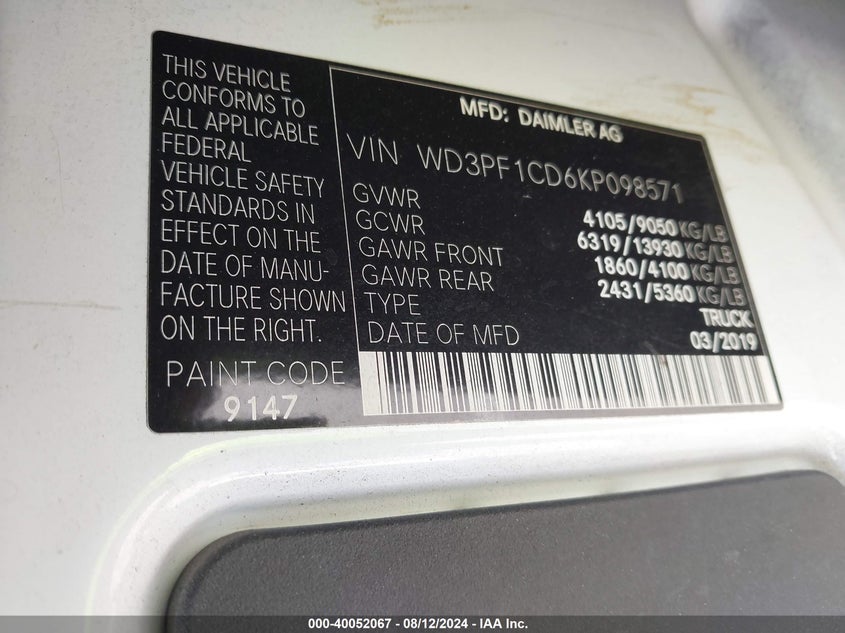 THIS VEHICLE
CONFORMS TO
ALL APPLICABLE
FEDERAL
VEHICLE SAFETY
STANDARDS IN
EFFECT ON THE
DATE OF MANU-
FACTURE SHOWN
ON THE RIGHT.
PAINT CODE
9147
MFD: DAIMLER AG
VIN WD3PF1CD6KP098571
GVWR 4105/9050 KG/LB
GCWR 6319/13930 KG/LB
GAWR FRONT 1860/4100 KG/LB
GAWR REAR 2431/5360 KG/LB
TYPE TRUCK
DATE OF MFD 03/2019
000-40052067 - 08/12/2024 - IAA Inc.